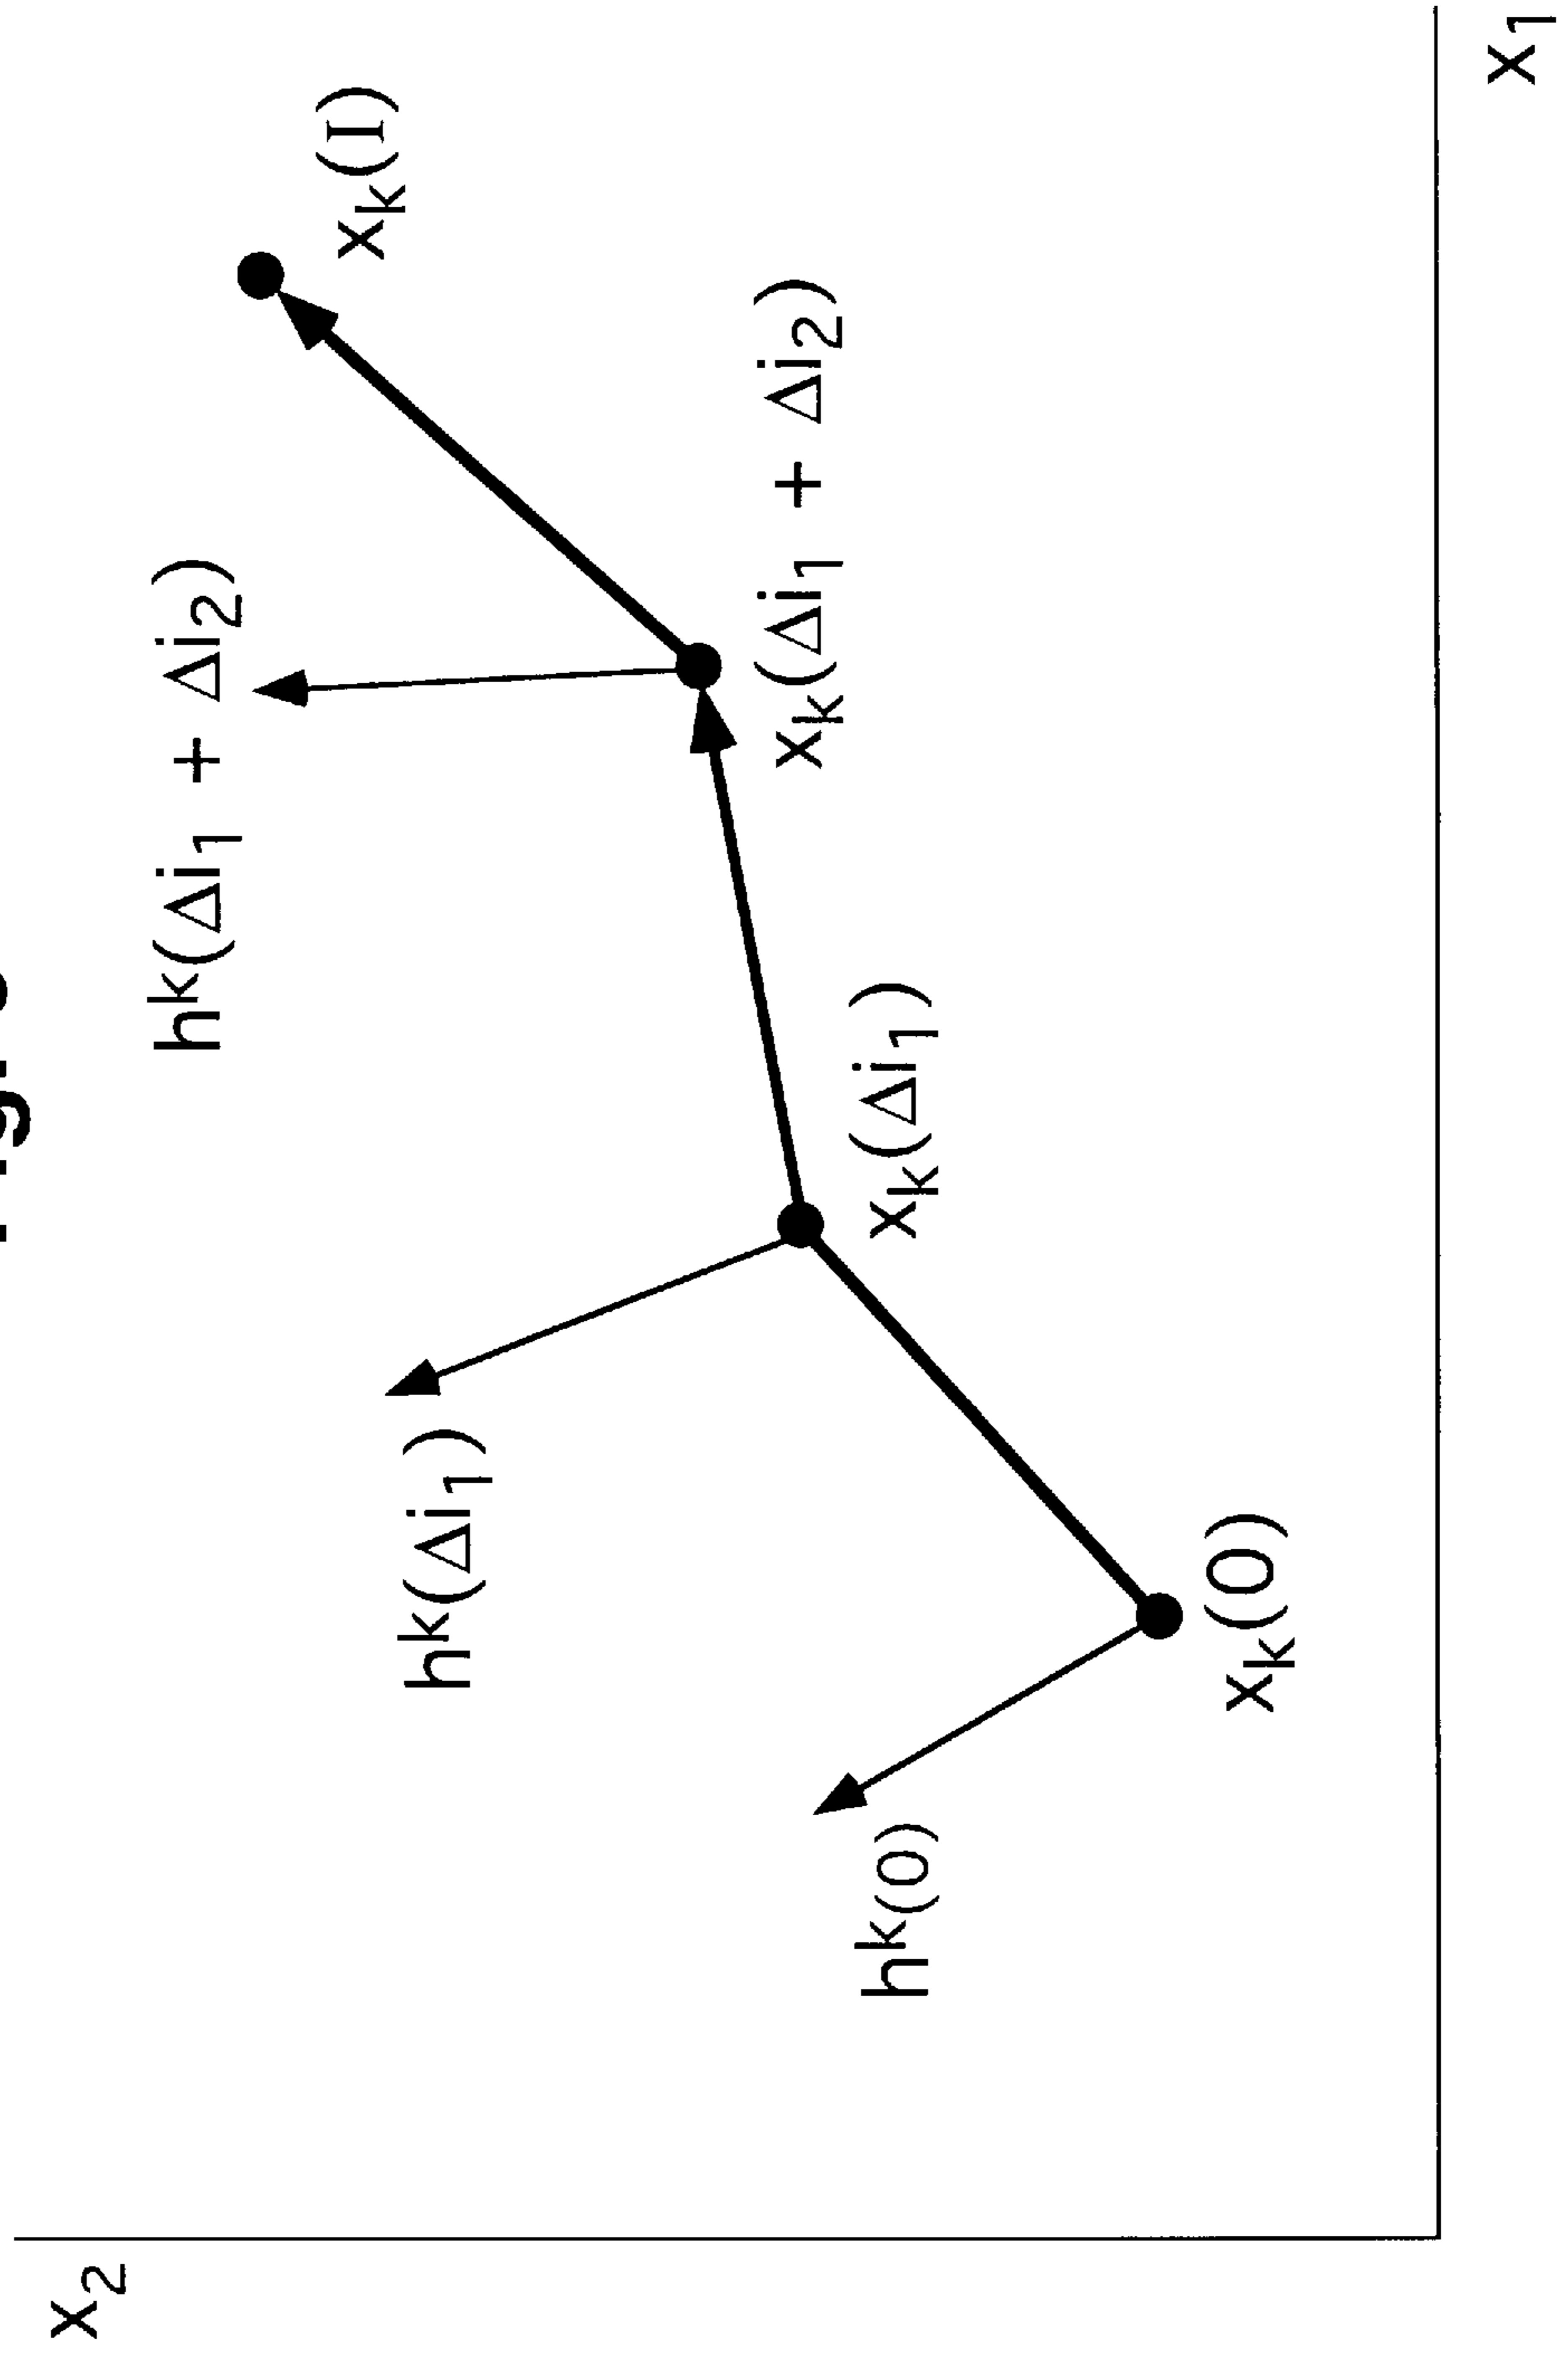 x₂
hᵏ(Δi₁ + Δi₂)
xₖ(I)
hᵏ(Δi₁)
xₖ(Δi₁ + Δi₂)
hᵏ(0)
xₖ(Δi₁)
xₖ(0)
x₁